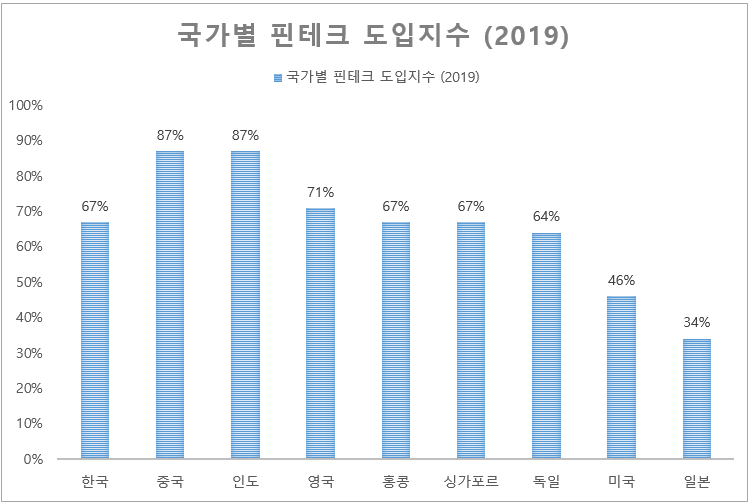 국가별 핀테크 도입지수 (2019)
국가별 핀테크 도입지수 (2019)
100%
90%
80%
70%
60%
50%
40%
30%
20%
10%
0%
67%
87%
87%
71%
67%
67%
64%
46%
34%
한국
중국
인도
영국
홍콩
싱가포르
독일
미국
일본